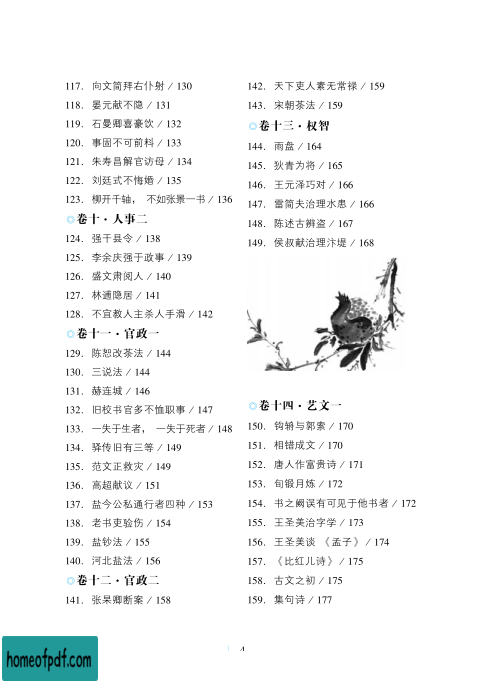 117. 向文简拜右仆射 / 130
118. 晏元献不隐 / 131
119. 石曼卿喜豪饮 / 132
120. 事固不可前料 / 133
121. 朱寿昌解官访母 / 134
122. 刘廷式不悔婚 / 135
123. 柳开千轴， 不如张景一书 / 136
◎卷十·人事二
124. 强干县令 / 138
125. 李余庆强于政事 / 139
126. 盛文肃阅人 / 140
127. 林逋隐居 / 141
128. 不宜教人主杀人手滑 / 142
◎卷十一·官政一
129. 陈恕改茶法 / 144
130. 三说法 / 144
131. 赫连城 / 146
132. 旧校书官多不恤职事 / 147
133. 一失于生者， 一失于死者 / 148
134. 驿传旧有三等 / 149
135. 范文正救灾 / 149
136. 高超献议 / 151
137. 盐今公私通行者四种 / 153
138. 老书吏验伤 / 154
139. 盐钞法 / 155
140. 河北盐法 / 156
◎卷十二·官政二
141. 张杲卿断案 / 158
142. 天下吏人素无常禄 / 159
143. 宋朝茶法 / 159
◎卷十三·权智
144. 雨盘 / 164
145. 狄青为将 / 165
146. 王元泽巧对 / 166
147. 雷简夫治理水患 / 166
148. 陈述古辨盗 / 167
149. 侯叔献治理汴堤 / 168
◎卷十四·艺文一
150. 钩辀与郭索 / 170
151. 相错成文 / 170
152. 唐人作富贵诗 / 171
153. 旬锻月炼 / 172
154. 书之阙误有可见于他书者 / 172
155. 王圣美治字学 / 173
156. 王圣美谈 《孟子》 / 174
157. 《比红儿诗》 / 175
158. 古文之初 / 175
159. 集句诗 / 177
4
homeofpdf.com